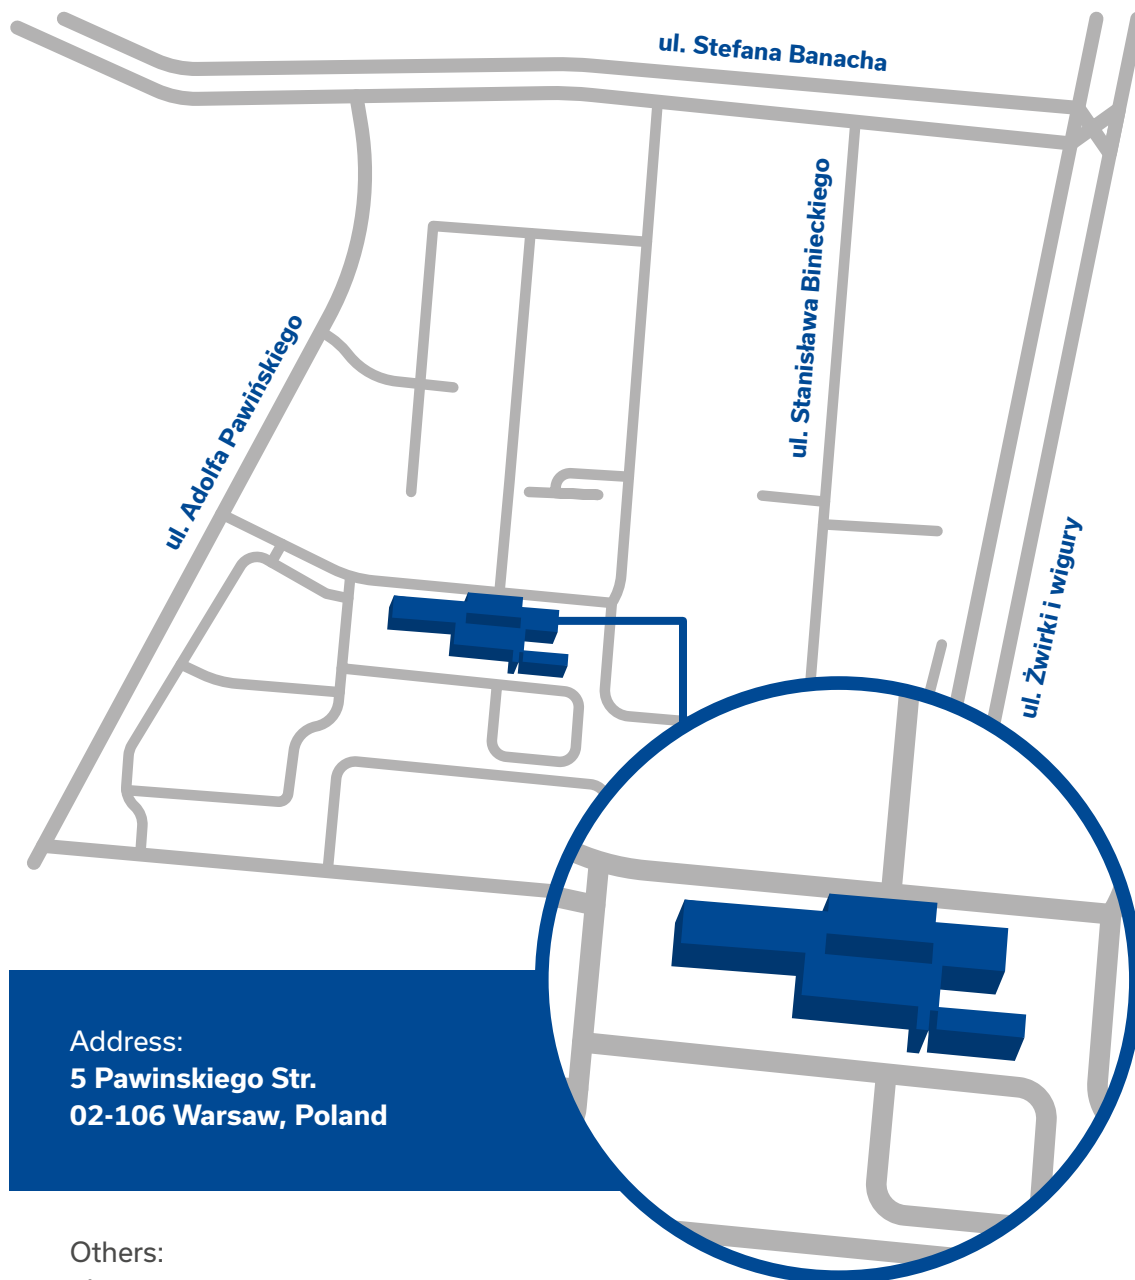 ul. Stefana Banacha
ul. Stanisława Binieckiego
ul. Adolfa Pawińskiego
ul. Żwirki i wigury
Address:
5 Pawinskiego Str.
02-106 Warsaw, Poland
Others: